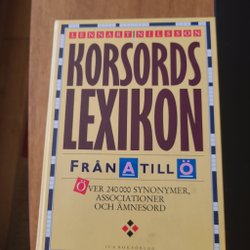 LENNART NILSSON
KORSORDS
LEXIKON
FRÅN A TILL Ö
ÖVER 240 000 SYNONYMER,
ASSOCIATIONER
OCH ÄMNESORD